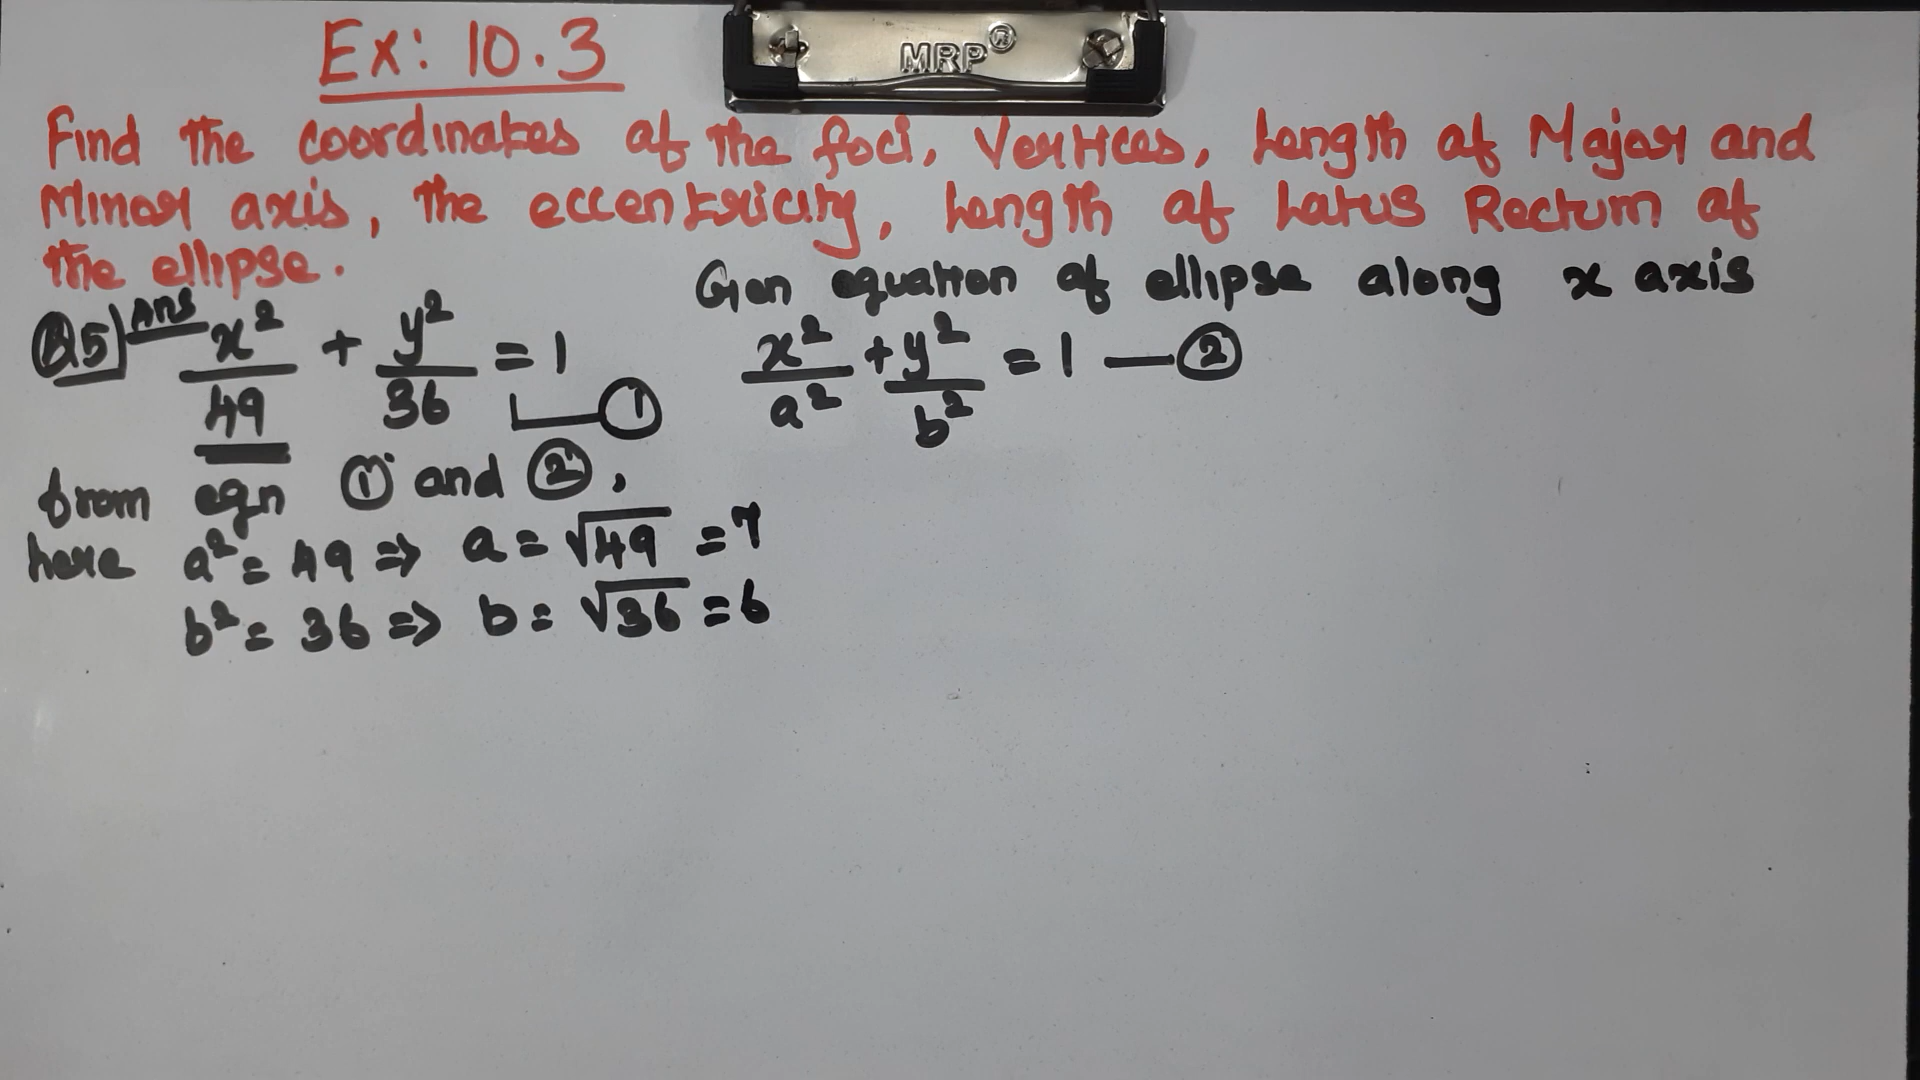 MRP®
Ex: 10.3
Find the coordinates of the foci, Vertices, Length of Major and
Minor axis, the eccentricity, Length of Latus Rectum of
the ellipse.
Q5) Ans x²/49 + y²/36 = 1 — ①
Gen equation of ellipse along x axis
x²/a² + y²/b² = 1 — ②
from eqn ① and ②,
here a² = 49 => a = √49 = 7
b² = 36 => b = √36 = 6